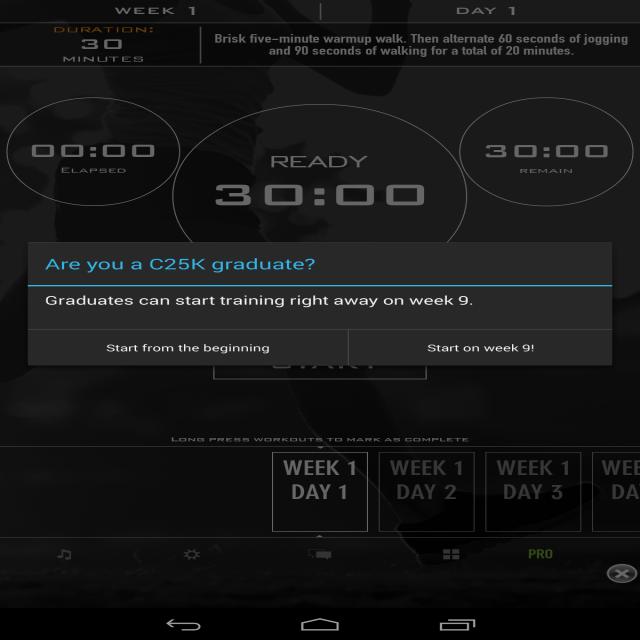 WEEK 1
DAY 1
DURATION:
30
MINUTES
Brisk five-minute warmup walk. Then alternate 60 seconds of jogging
and 90 seconds of walking for a total of 20 minutes.
00:00
ELAPSED
READY
30:00
30:00
REMAIN
Are you a C25K graduate?
Graduates can start training right away on week 9.
Start from the beginning
Start on week 9!
START
LONG PRESS WORKOUTS TO MARK AS COMPLETE
WEEK 1
DAY 1
WEEK 1
DAY 2
WEEK 1
DAY 3
WEE
DA
PRO